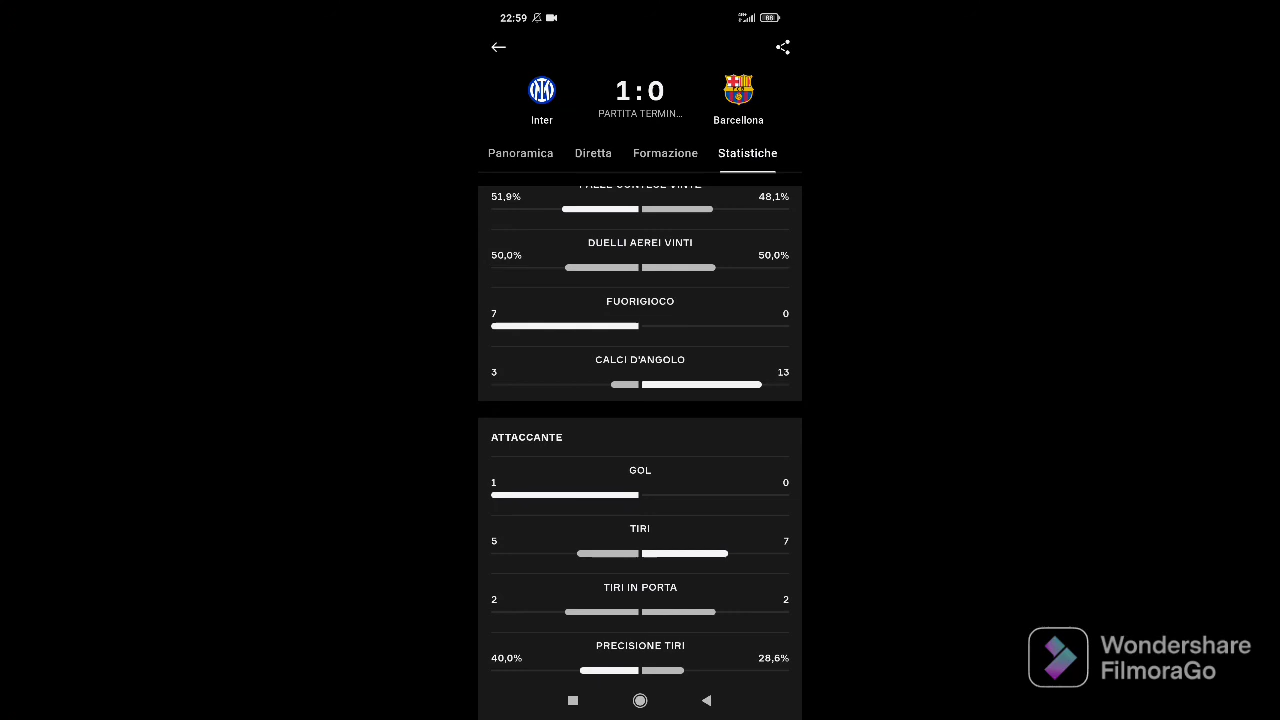 22:59
88
1:0
PARTITA TERMIN...
Inter
Barcellona
Panoramica Diretta Formazione Statistiche
51,9% 48,1%
DUELLI AEREI VINTI
50,0% 50,0%
FUORIGIOCO
7 0
CALCI D'ANGOLO
3 13
ATTACCANTE
GOL
1 0
TIRI
5 7
TIRI IN PORTA
2 2
PRECISIONE TIRI
40,0% 28,6%
Wondershare
FilmoraGo